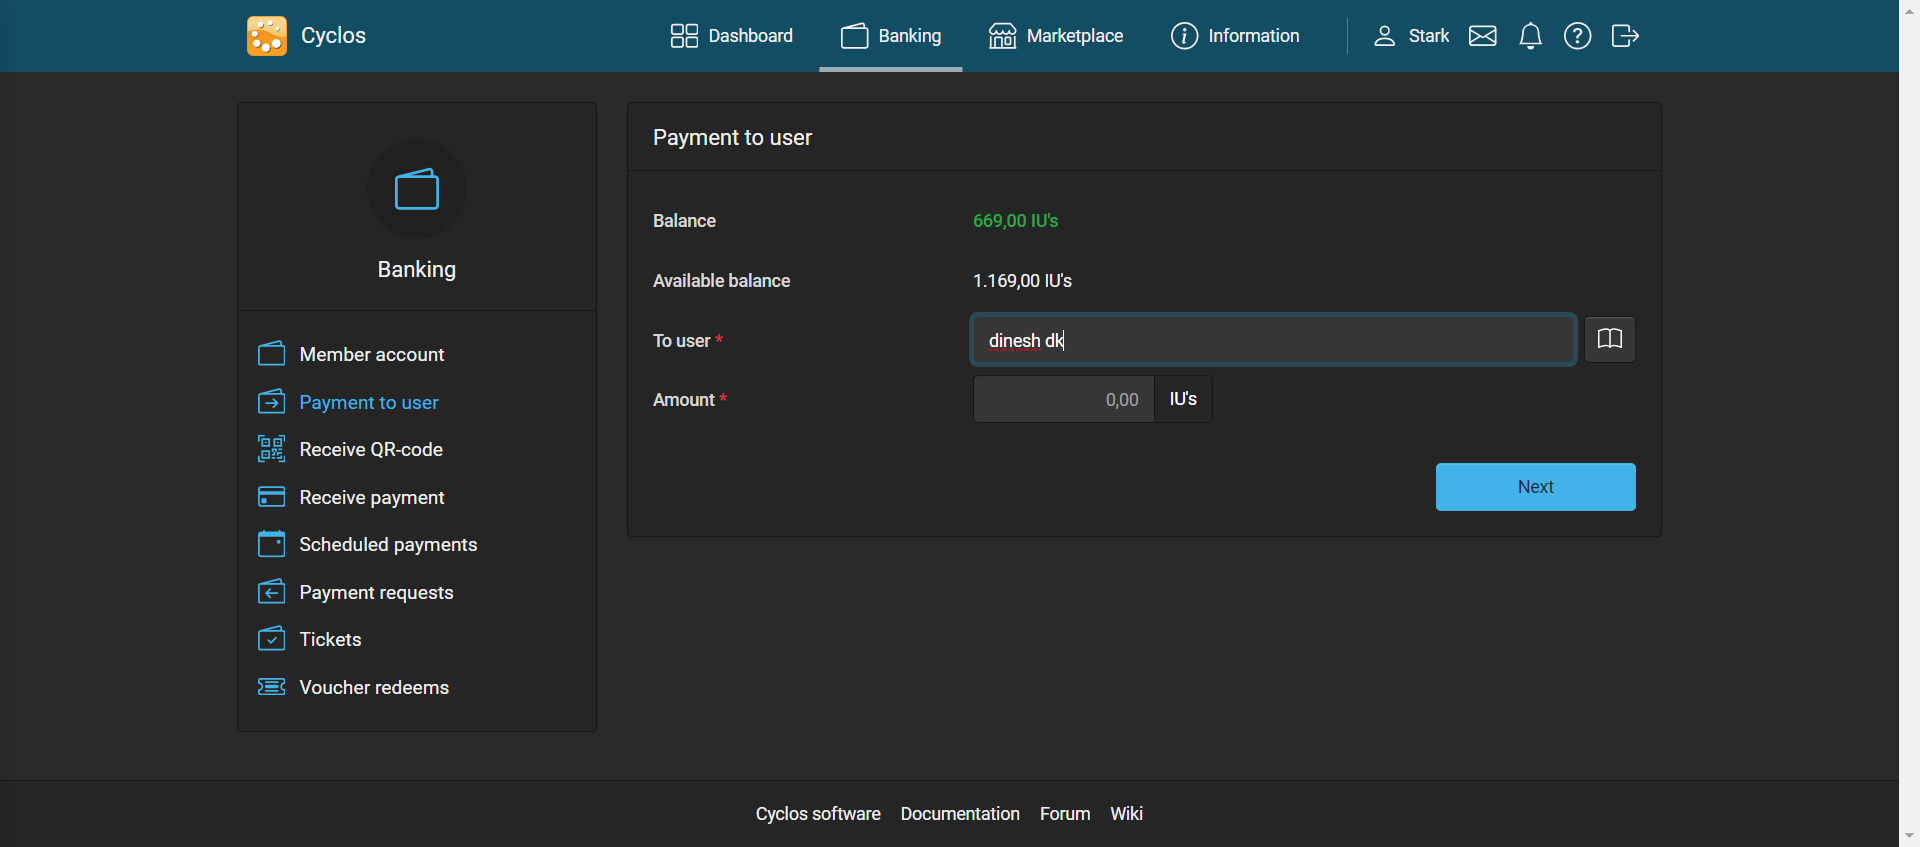 Cyclos
Dashboard
Banking
Marketplace
Information
Stark
Banking
Member account
Payment to user
Receive QR-code
Receive payment
Scheduled payments
Payment requests
Tickets
Voucher redeems
Payment to user
Balance 669,00 IU's
Available balance 1.169,00 IU's
To user * dinesh dk
Amount * 0,00 IU's
Next
Cyclos software Documentation Forum Wiki